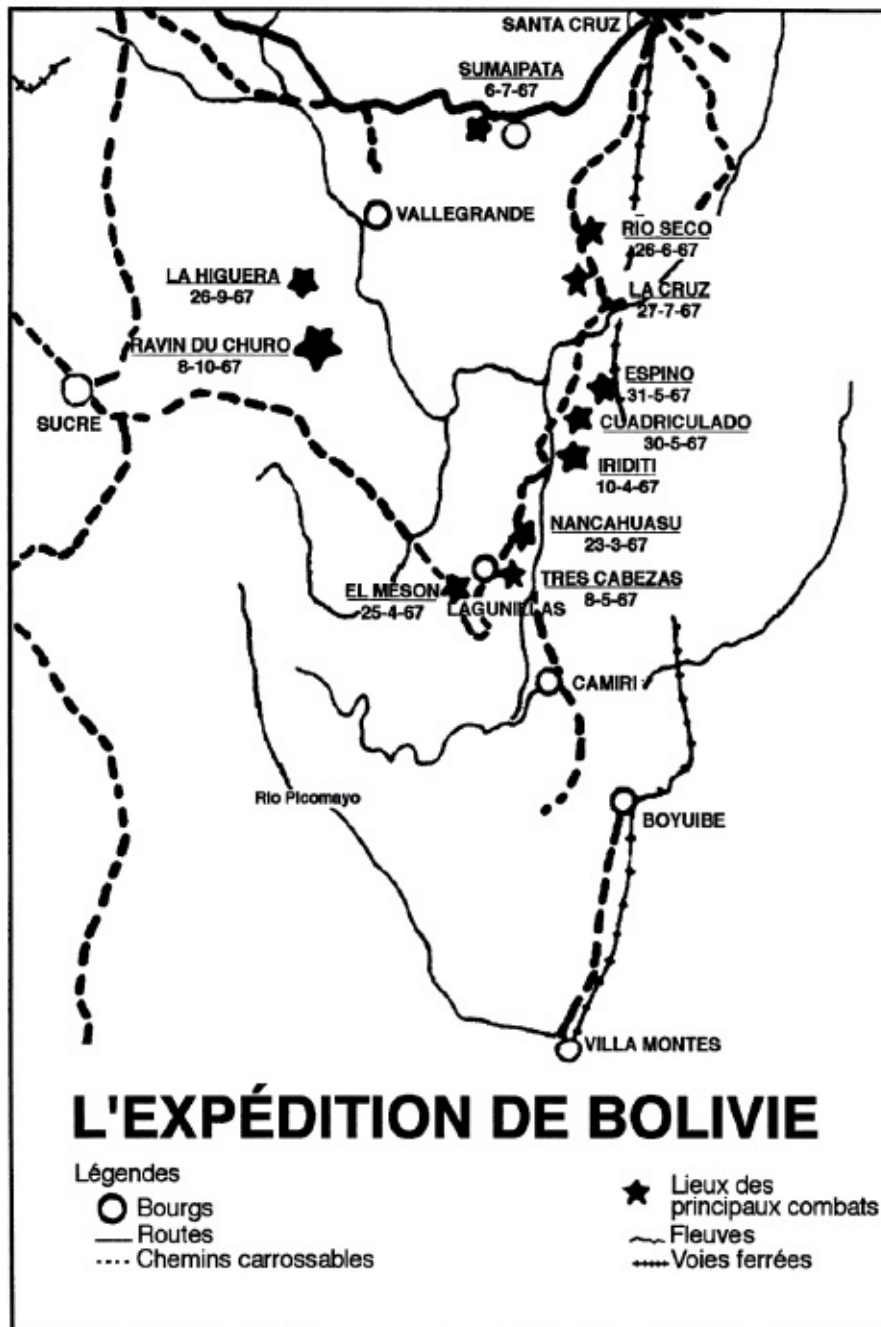 SANTA CRUZ
SUMAIPATA
6-7-67
VALLEGRANDE
RIO SECO
26-6-67
LA HIGUERA
26-9-67
LA CRUZ
27-7-67
RAVIN DU CHURO
8-10-67
ESPINO
31-5-67
SUCRE
CUADRICULADO
30-5-67
IRIDITI
10-4-67
NANCAHUASU
23-3-67
EL MESON
25-4-67
TRES CABEZAS
8-5-67
LAGUNILLAS
CAMIRI
Rio Picomayo
BOYUIBE
VILLA MONTES
L'EXPÉDITION DE BOLIVIE
Légendes
Bourgs
Routes
Chemins carrossables
Lieux des
principaux combats
Fleuves
Voies ferrées